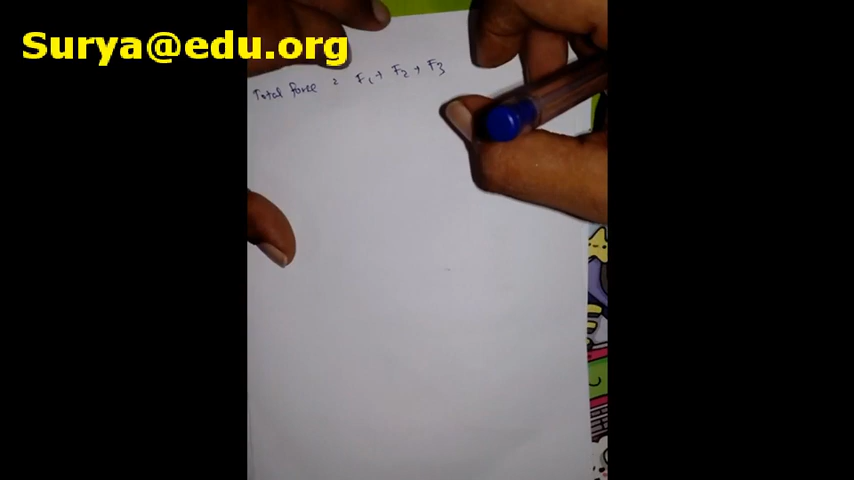 Surya@edu.org
Total force = F₁ + F₂ + F₃